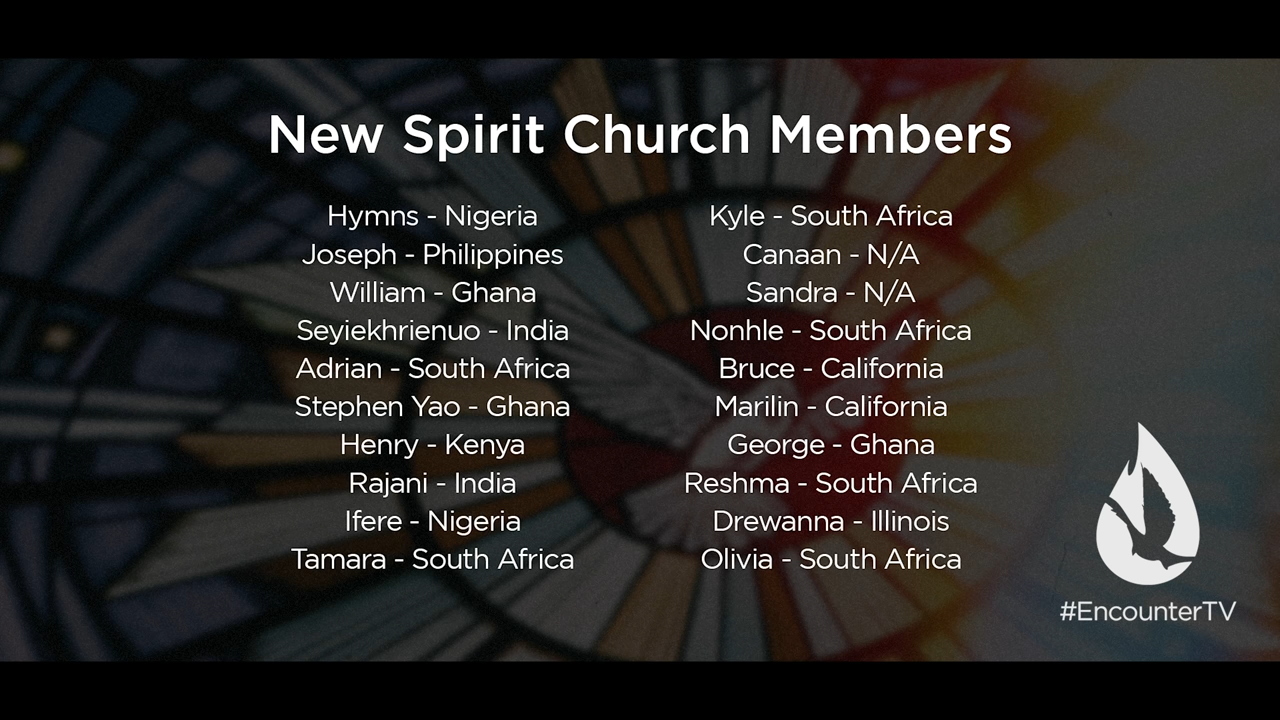 New Spirit Church Members
Hymns - Nigeria
Joseph - Philippines
William - Ghana
Seyiekhrienuo - India
Adrian - South Africa
Stephen Yao - Ghana
Henry - Kenya
Rajani - India
Ifere - Nigeria
Tamara - South Africa
Kyle - South Africa
Canaan - N/A
Sandra - N/A
Nonhle - South Africa
Bruce - California
Marilin - California
George - Ghana
Reshma - South Africa
Drewanna - Illinois
Olivia - South Africa
#EncounterTV